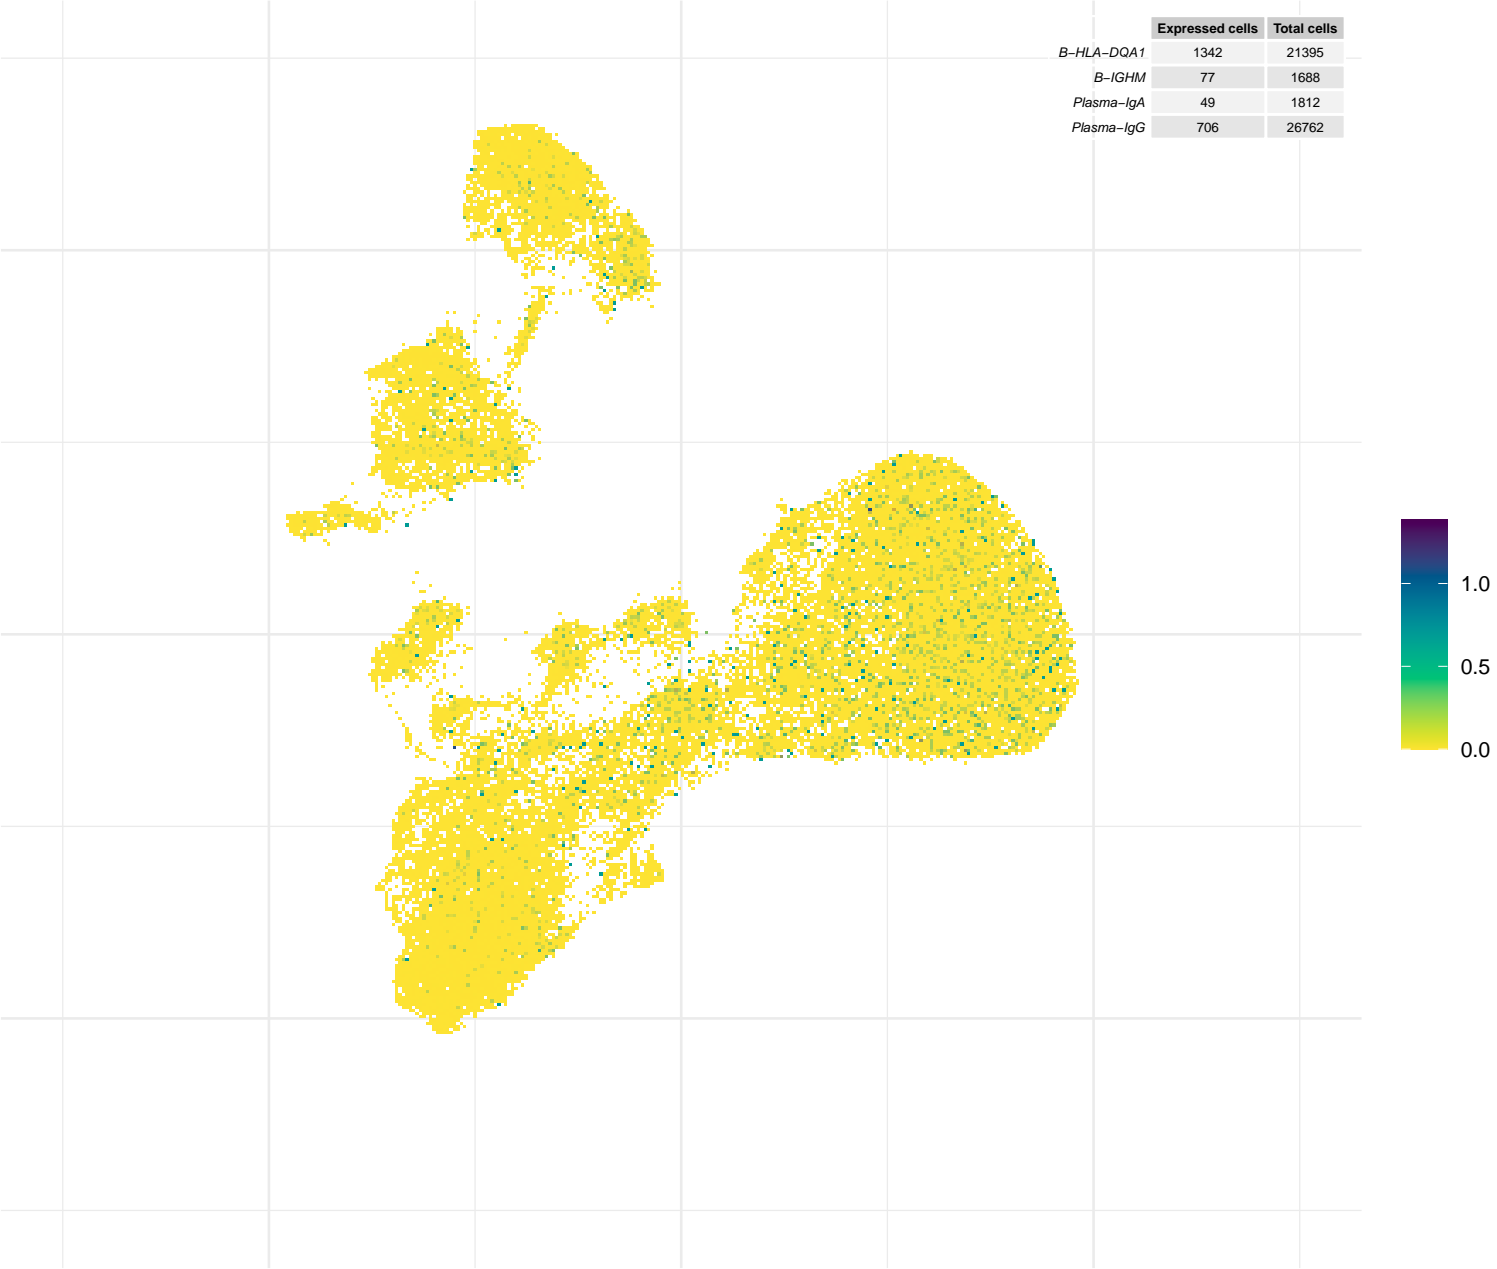 Expressed cells Total cells
B−HLA−DQA1 1342 21395
B−IGHM 77 1688
Plasma−IgA 49 1812
Plasma−IgG 706 26762
1.0
0.5
0.0